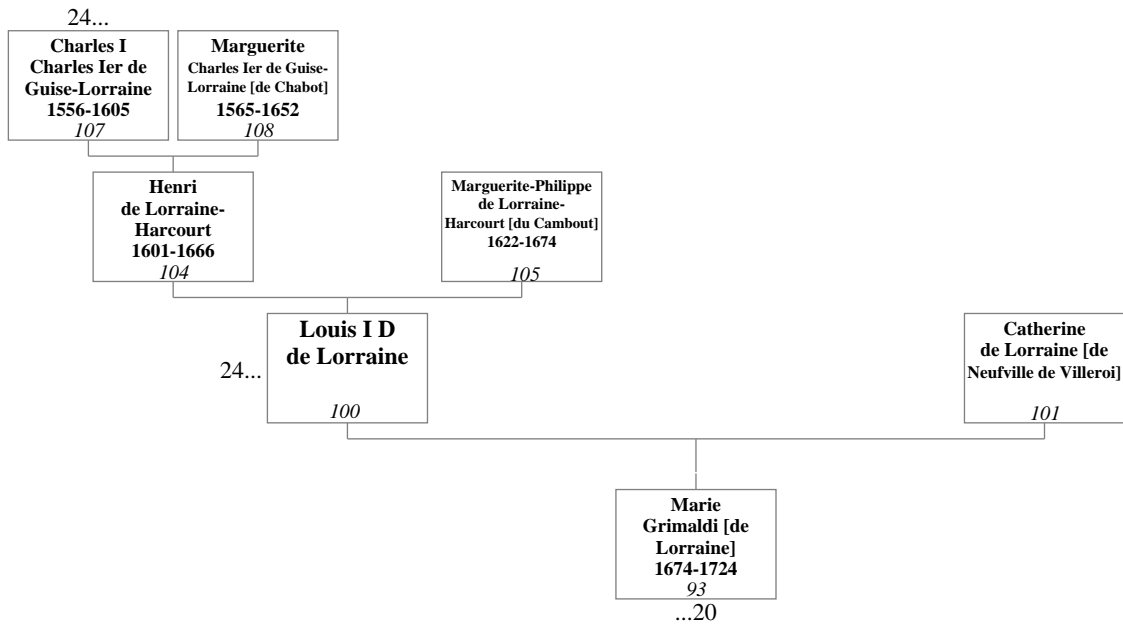 24...
Charles I
Charles Ier de
Guise-Lorraine
1556-1605
107
Marguerite
Charles Ier de Guise-
Lorraine [de Chabot]
1565-1652
108
Henri
de Lorraine-
Harcourt
1601-1666
104
Marguerite-Philippe
de Lorraine-
Harcourt [du Cambout]
1622-1674
105
24...
Louis I D
de Lorraine
100
Catherine
de Lorraine [de
Neufville de Villeroi]
101
Marie
Grimaldi [de
Lorraine]
1674-1724
93
...20